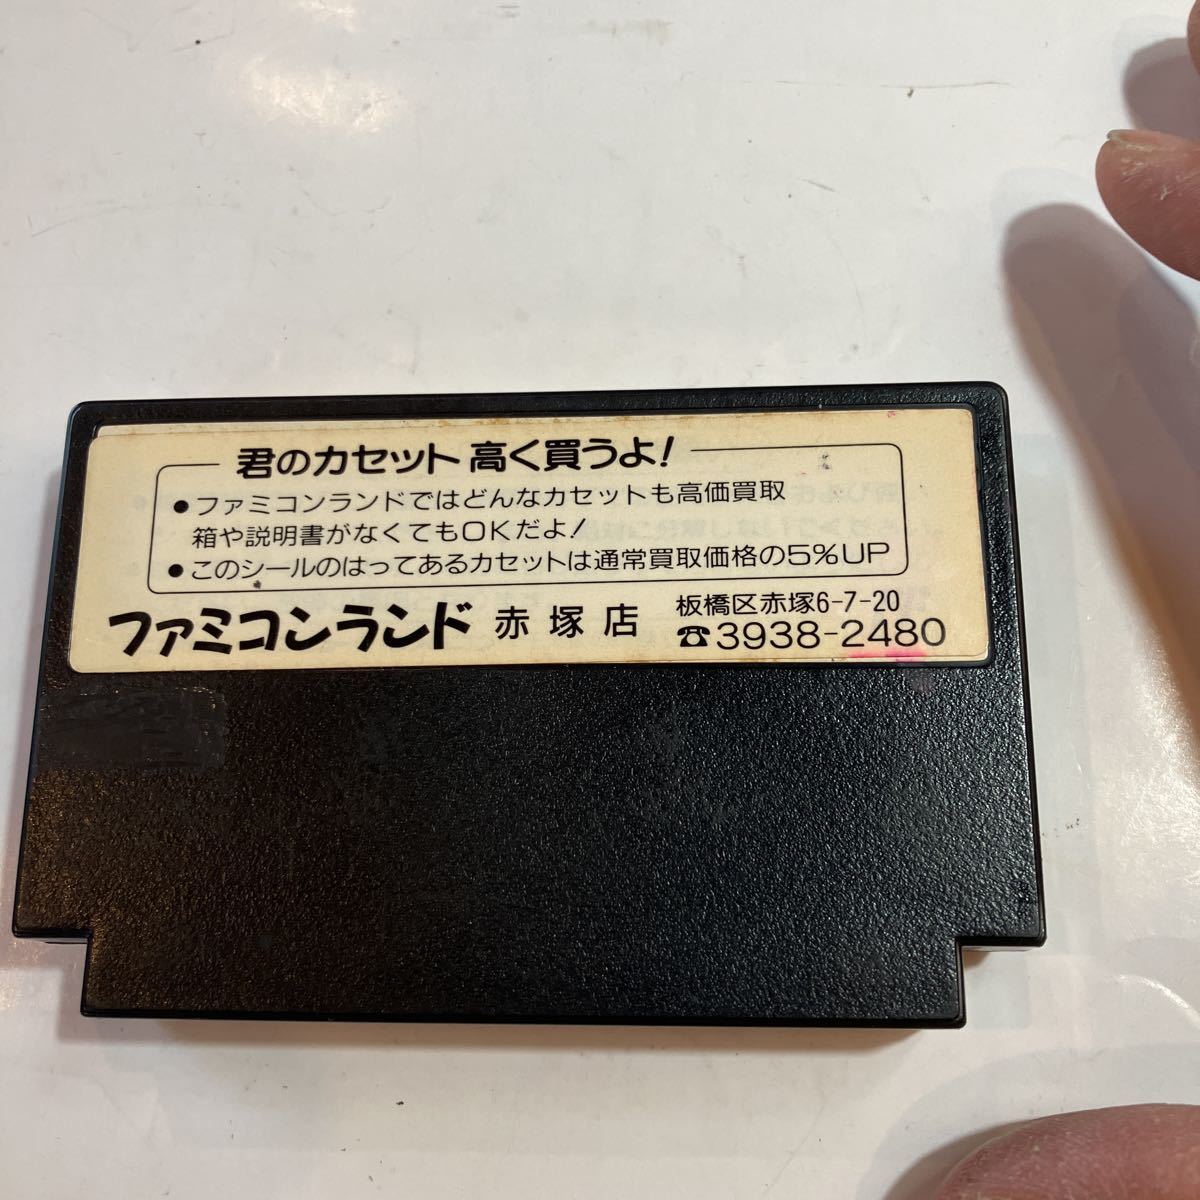 君のカセット高く買うよ!
●ファミコンランドではどんなカセットも高価買取
箱や説明書がなくてもOKだよ!
●このシールのはってあるカセットは通常買取価格の5%UP
ファミコンランド 赤塚店
板橋区赤塚6-7-20
☎3938-2480